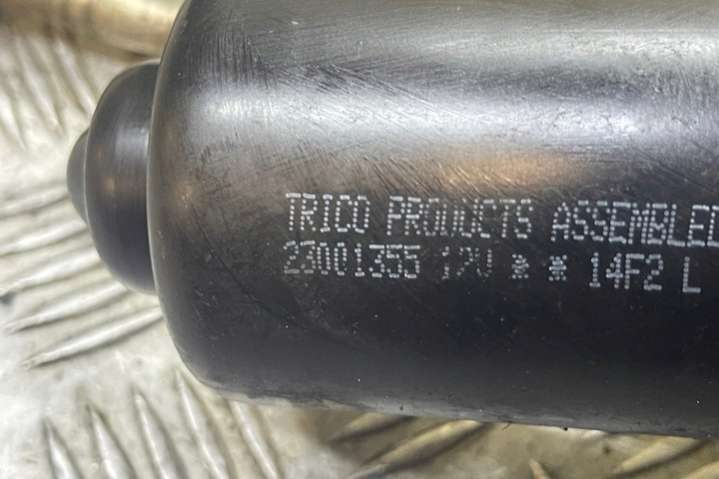 TRICO PRODUCTS ASSEMBLED
23001355 12V * * 14F2 L